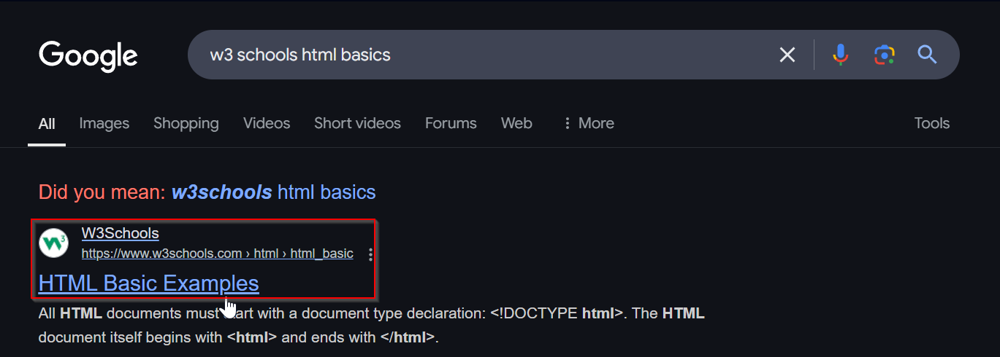 Google
w3 schools html basics
All Images Shopping Videos Short videos Forums Web More Tools
Did you mean: w3schools html basics
W3Schools
https://www.w3schools.com › html › html_basic
HTML Basic Examples
All HTML documents must with a document type declaration: <!DOCTYPE html>. The HTML
document itself begins with <html> and ends with </html>.